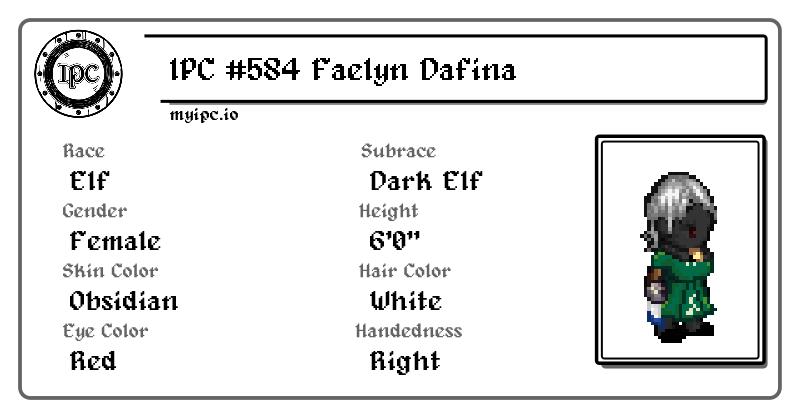 IPC
IPC #584 Faelyn Dafina
myipc.io
Race
Elf
Subrace
Dark Elf
Gender
Female
Height
6'0"
Skin Color
Obsidian
Hair Color
White
Eye Color
Red
Handedness
Right